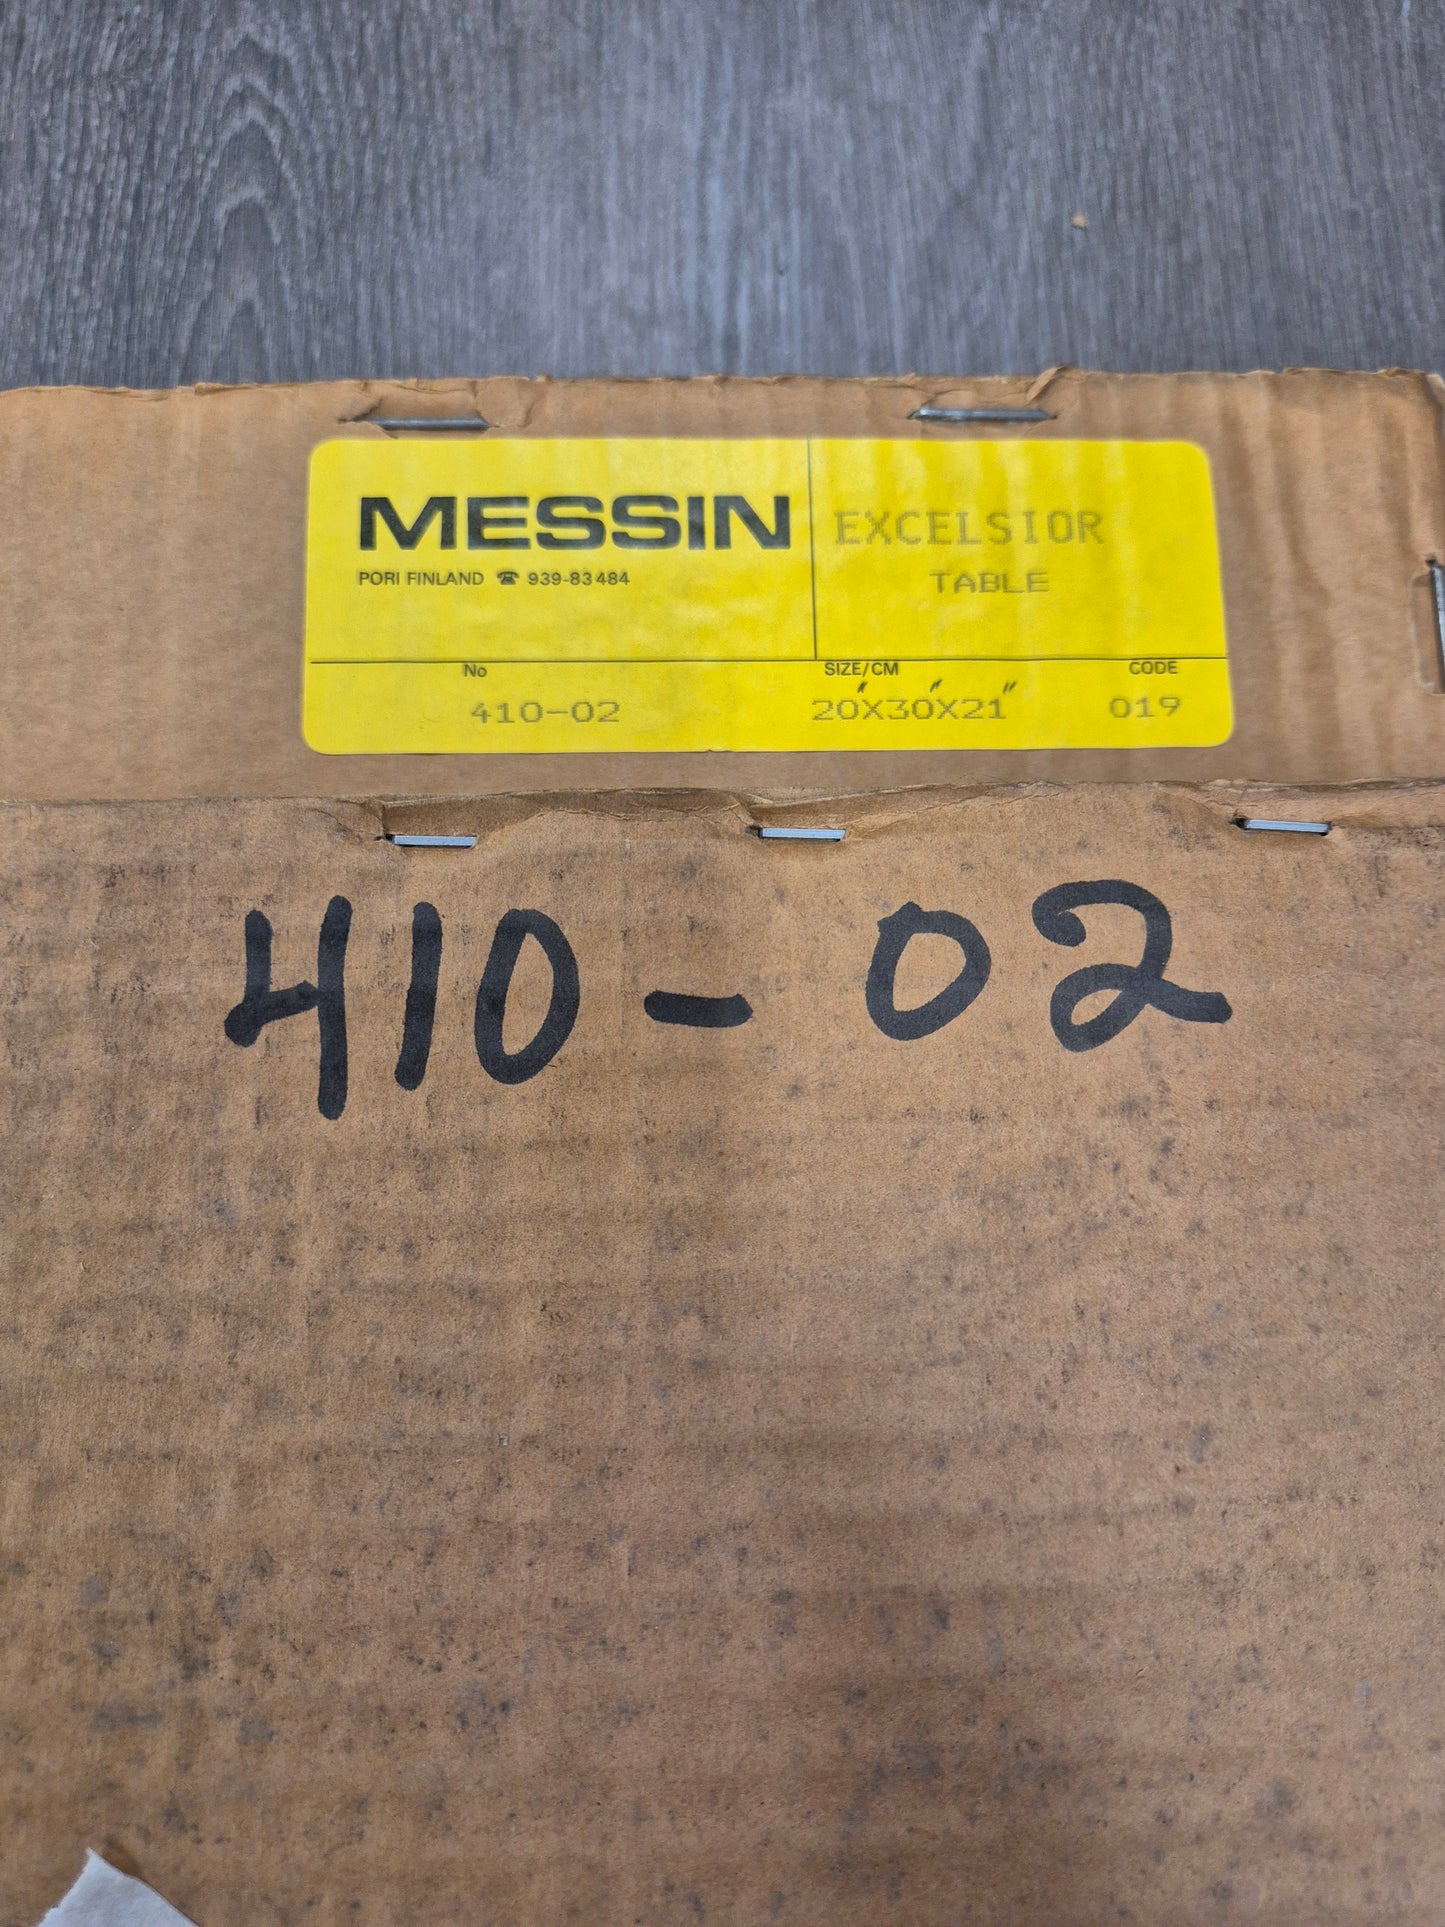 MESSIN
PORI FINLAND ☎ 939-83484
EXCELSIOR
TABLE
No
410-02
SIZE/CM
20"X30"X21"
CODE
019
410-02